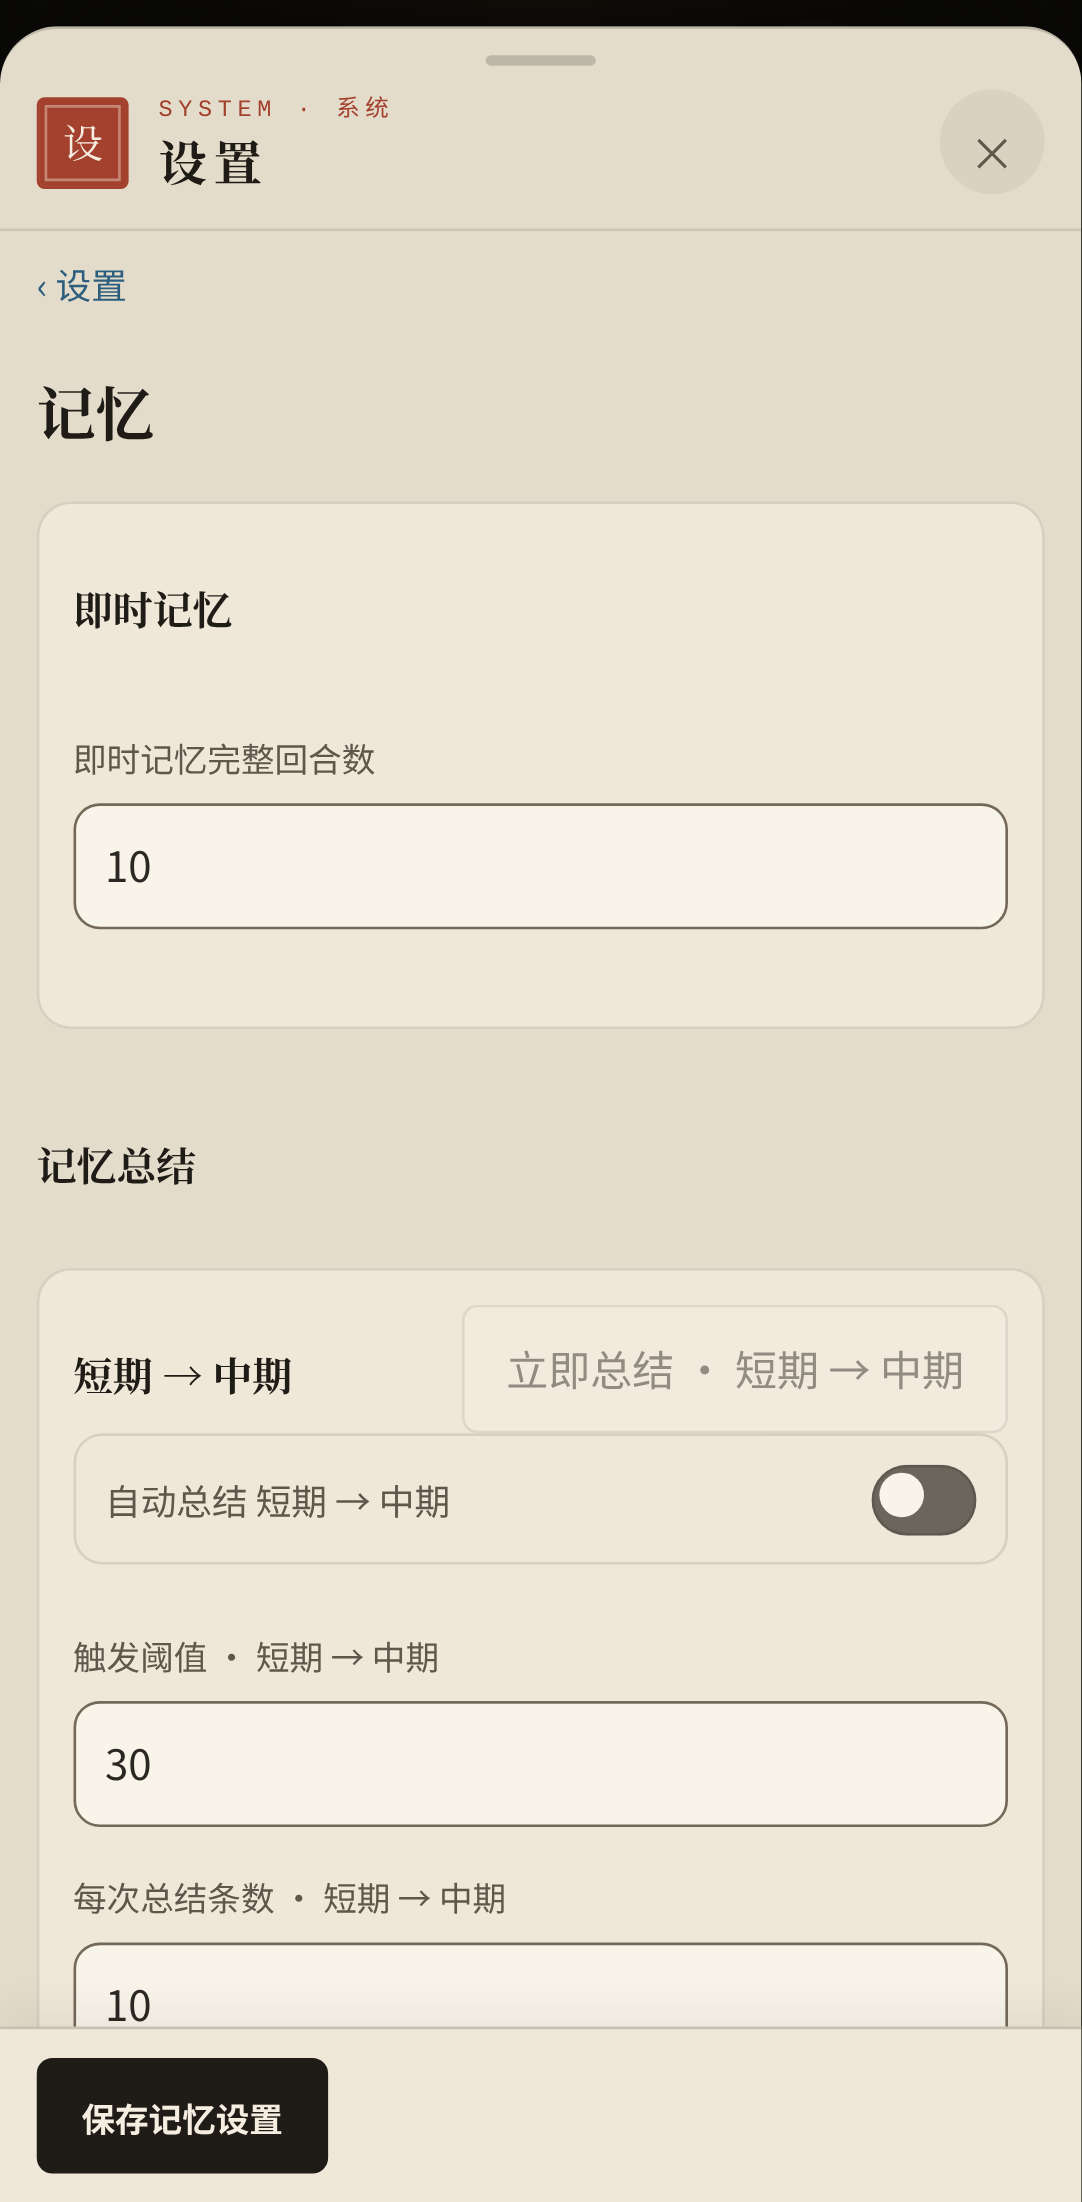 设
SYSTEM · 系统
设置
‹ 设置
记忆
即时记忆
即时记忆完整回合数
10
记忆总结
短期 → 中期
立即总结 · 短期 → 中期
自动总结 短期 → 中期
触发阈值 · 短期 → 中期
30
每次总结条数 · 短期 → 中期
10
保存记忆设置